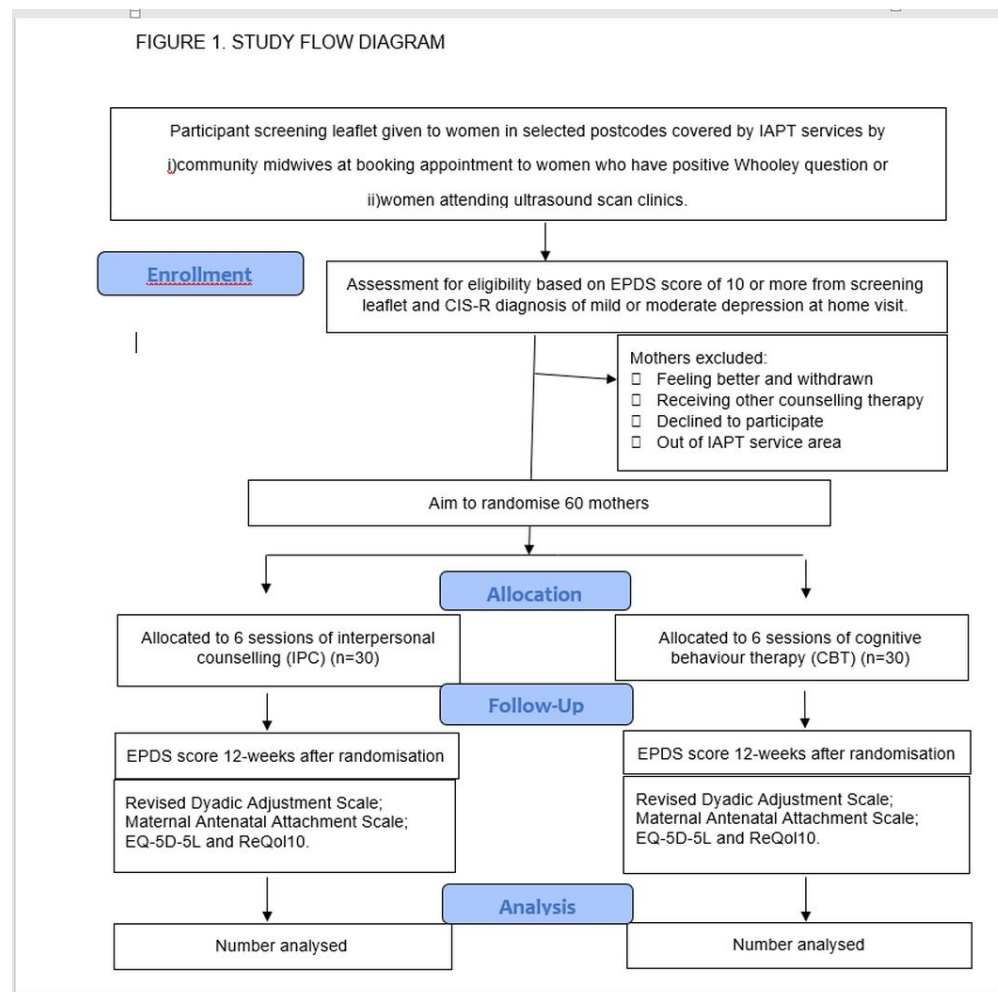 FIGURE 1. STUDY FLOW DIAGRAM
Participant screening leaflet given to women in selected postcodes covered by IAPT services by
i)community midwives at booking appointment to women who have positive Whooley question or
ii)women attending ultrasound scan clinics.
Enrollment
Assessment for eligibility based on EPDS score of 10 or more from screening
leaflet and CIS-R diagnosis of mild or moderate depression at home visit.
Mothers excluded:
Feeling better and withdrawn
Receiving other counselling therapy
Declined to participate
Out of IAPT service area
Aim to randomise 60 mothers
Allocation
Allocated to 6 sessions of interpersonal
counselling (IPC) (n=30)
Allocated to 6 sessions of cognitive
behaviour therapy (CBT) (n=30)
Follow-Up
EPDS score 12-weeks after randomisation
Revised Dyadic Adjustment Scale;
Maternal Antenatal Attachment Scale;
EQ-5D-5L and ReQol10.
EPDS score 12-weeks after randomisation
Revised Dyadic Adjustment Scale;
Maternal Antenatal Attachment Scale;
EQ-5D-5L and ReQol10.
Analysis
Number analysed
Number analysed